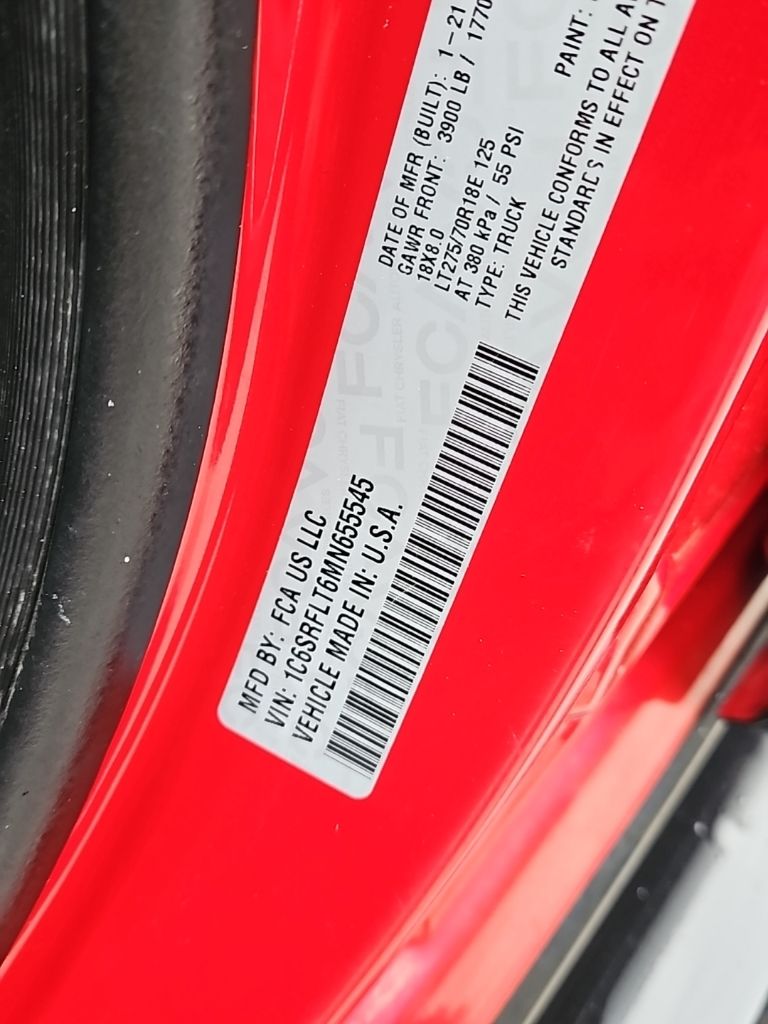 MFD BY: FCA US LLC
VIN: 1C6SRFLT6MN655545
VEHICLE MADE IN: U.S.A.
DATE OF MFR (BUILT): 1-21
GAWR FRONT: 3900 LB / 1770
18X8.0
LT275/70R18E 125
AT 380 kPa / 55 PSI
TYPE: TRUCK
PAINT:
THIS VEHICLE CONFORMS TO ALL
STANDARDS IN EFFECT ON